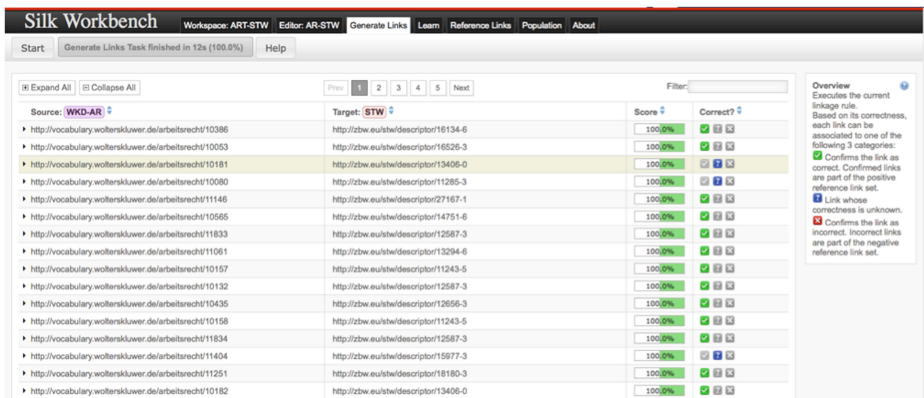 Silk Workbench Workspace: ART-STW Editor: AR-STW Generate Links Learn Reference Links Population About
Start Generate Links Task finished in 12s (100.0%) Help
Expand All Collapse All Prev 1 2 3 4 5 Next Filter:
Source: WKD-AR Target: STW Score Correct?
http://vocabulary.wolterskluwer.de/arbeitsrecht/10386 http://zbw.eu/stw/descriptor/16134-6 100,0%
http://vocabulary.wolterskluwer.de/arbeitsrecht/10053 http://zbw.eu/stw/descriptor/16526-3 100,0%
http://vocabulary.wolterskluwer.de/arbeitsrecht/10181 http://zbw.eu/stw/descriptor/13406-0 100,0%
http://vocabulary.wolterskluwer.de/arbeitsrecht/10080 http://zbw.eu/stw/descriptor/11285-3 100,0%
http://vocabulary.wolterskluwer.de/arbeitsrecht/11146 http://zbw.eu/stw/descriptor/27167-1 100,0%
http://vocabulary.wolterskluwer.de/arbeitsrecht/10565 http://zbw.eu/stw/descriptor/14751-6 100,0%
http://vocabulary.wolterskluwer.de/arbeitsrecht/11833 http://zbw.eu/stw/descriptor/12587-3 100,0%
http://vocabulary.wolterskluwer.de/arbeitsrecht/11061 http://zbw.eu/stw/descriptor/13294-6 100,0%
http://vocabulary.wolterskluwer.de/arbeitsrecht/10157 http://zbw.eu/stw/descriptor/11243-5 100,0%
http://vocabulary.wolterskluwer.de/arbeitsrecht/10132 http://zbw.eu/stw/descriptor/12587-3 100,0%
http://vocabulary.wolterskluwer.de/arbeitsrecht/10435 http://zbw.eu/stw/descriptor/12656-3 100,0%
http://vocabulary.wolterskluwer.de/arbeitsrecht/10158 http://zbw.eu/stw/descriptor/11243-5 100,0%
http://vocabulary.wolterskluwer.de/arbeitsrecht/11834 http://zbw.eu/stw/descriptor/12587-3 100,0%
http://vocabulary.wolterskluwer.de/arbeitsrecht/11404 http://zbw.eu/stw/descriptor/15977-3 100,0%
http://vocabulary.wolterskluwer.de/arbeitsrecht/11251 http://zbw.eu/stw/descriptor/18180-3 100,0%
http://vocabulary.wolterskluwer.de/arbeitsrecht/10182 http://zbw.eu/stw/descriptor/13406-0 100,0%
Overview
Executes the current
linkage rule.
Based on its correctness,
each link can be
associated to one of the
following 3 categories:
Confirms the link as
correct. Confirmed links
are part of the positive
reference link set.
Link whose
correctness is unknown.
Confirms the link as
incorrect. Incorrect links
are part of the negative
reference link set.